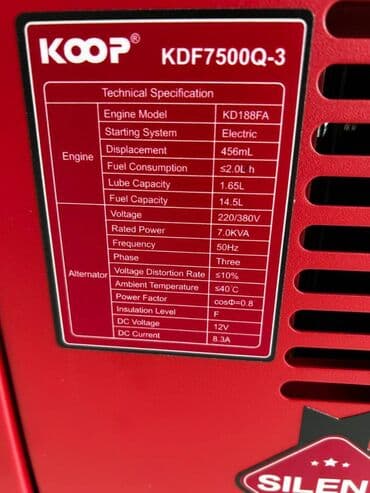 KOOP® KDF7500Q-3
Technical Specification
Engine
Engine Model KD188FA
Starting System Electric
Displacement 456mL
Fuel Consumption ≤2.0L h
Lube Capacity 1.65L
Fuel Capacity 14.5L
Alternator
Voltage 220/380V
Rated Power 7.0KVA
Frequency 50Hz
Phase Three
Voltage Distortion Rate ≤10%
Ambient Temperature ≤40℃
Power Factor cosΦ=0.8
Insulation Level F
DC Voltage 12V
DC Current 8.3A